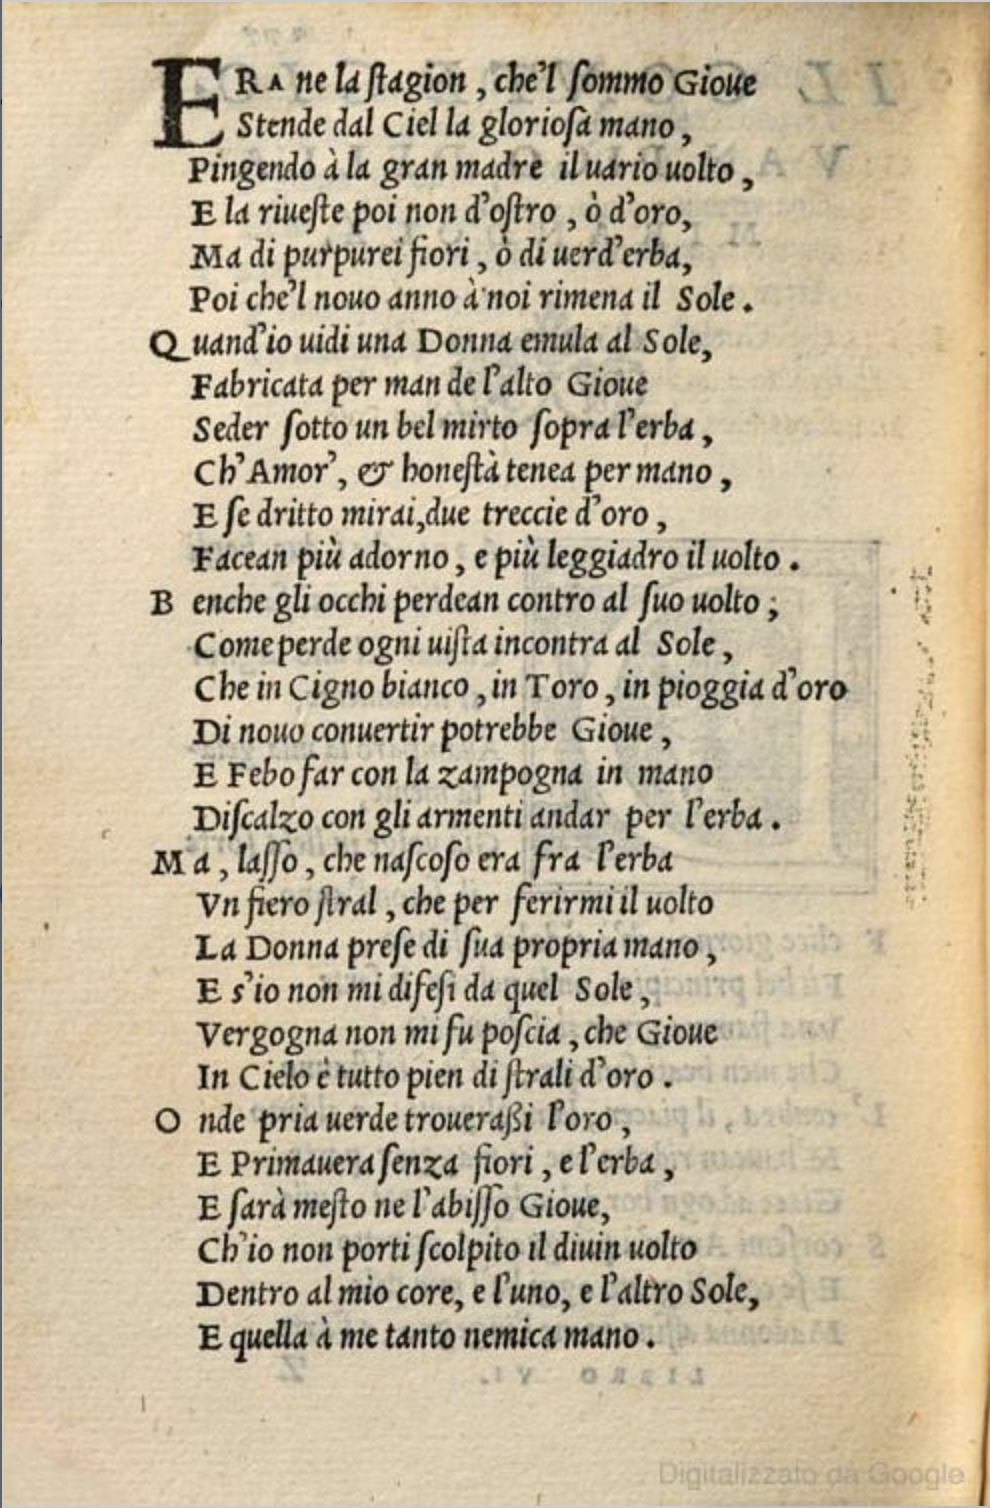 ERA ne la ſtagion , che'l ſommo Gioue
Stende dal Ciel la glorioſa mano ,
Pingendo à la gran madre il uario uolto ,
E la riueſte poi non d'oſtro , ò d'oro,
Ma di purpurei fiori , ò di uerd'erba,
Poi che'l nouo anno à noi rimena il Sole .
Quand'io uidi una Donna emula al Sole,
Fabricata per man de l'alto Gioue
Seder ſotto un bel mirto ſopra l'erba ,
Ch'Amor', & honeſtà tenea per mano ,
E ſe dritto mirai,due treccie d'oro ,
Facean più adorno , e più leggiadro il uolto .
Benche gli occhi perdean contro al ſuo uolto ;
Come perde ogni uiſta incontra al Sole ,
Che in Cigno bianco , in Toro , in pioggia d'oro
Di nouo conuertir potrebbe Gioue ,
E Febo far con la zampogna in mano
Diſcalzo con gli armenti andar per l'erba .
Ma , laſſo , che naſcoſo era fra l'erba
Vn fiero ſtral , che per ferirmi il uolto
La Donna preſe di ſua propria mano ,
E s'io non mi difeſi da quel Sole ,
Vergogna non mi fu poſcia , che Gioue
In Cielo è tutto pien di ſtrali d'oro .
Onde pria uerde troueraßi l'oro ,
E Primauera ſenza fiori , e l'erba ,
E ſarà meſto ne l'abiſſo Gioue,
Ch'io non porti ſcolpito il diuin uolto
Dentro al mio core, e l'uno, e l'altro Sole,
E quella à me tanto nemica mano .
Digitalizzato da Google